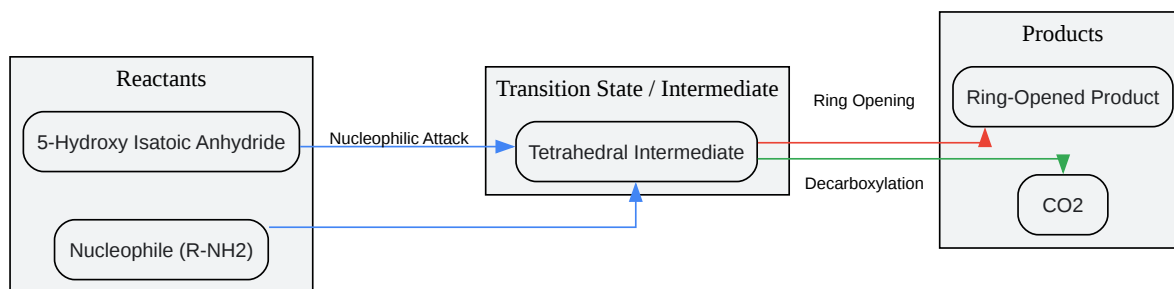 Reactants
5-Hydroxy Isatoic Anhydride
Nucleophile (R-NH2)
Nucleophilic Attack
Transition State / Intermediate
Tetrahedral Intermediate
Ring Opening
Decarboxylation
Products
Ring-Opened Product
CO2